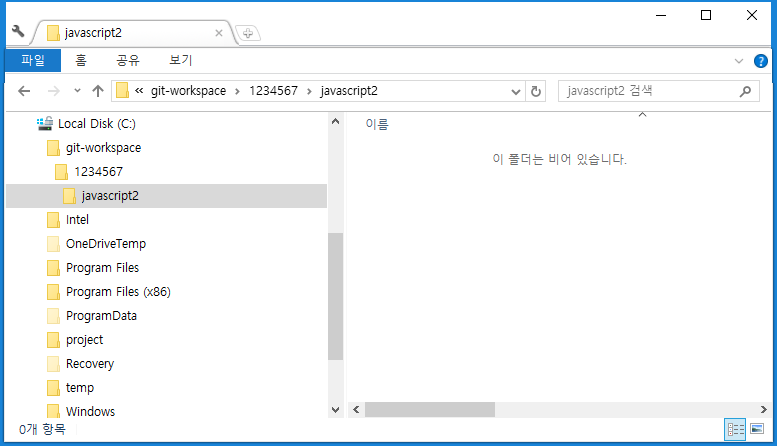 javascript2
파일 홈 공유 보기
« git-workspace 1234567 javascript2 javascript2 검색
Local Disk (C:)
git-workspace
1234567
javascript2
Intel
OneDriveTemp
Program Files
Program Files (x86)
ProgramData
project
Recovery
temp
Windows
이름
이 폴더는 비어 있습니다.
0개 항목